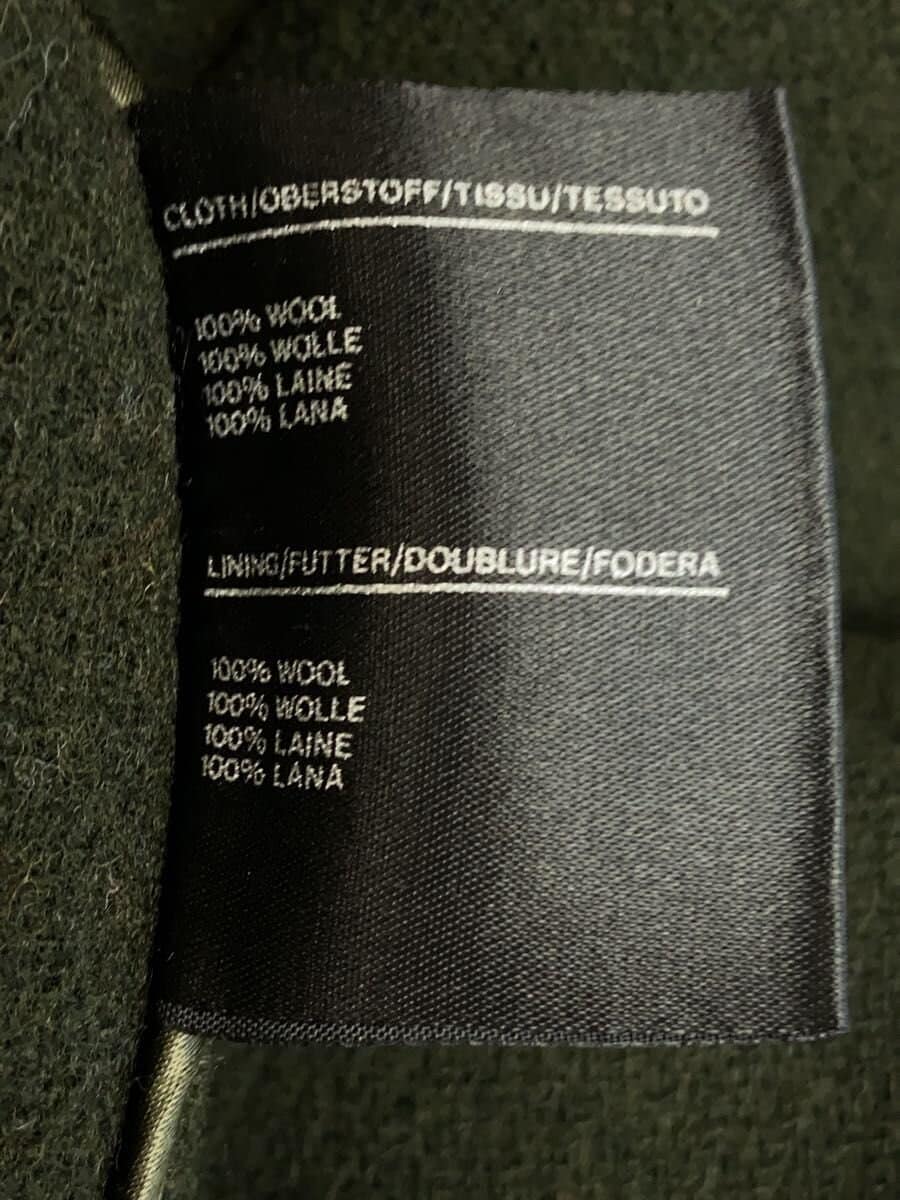 CLOTH/OBERSTOFF/TISSU/TESSUTO
100% WOOL
100% WOLLE
100% LAINE
100% LANA
LINING/FUTTER/DOUBLURE/FODERA
100% WOOL
100% WOLLE
100% LAINE
100% LANA